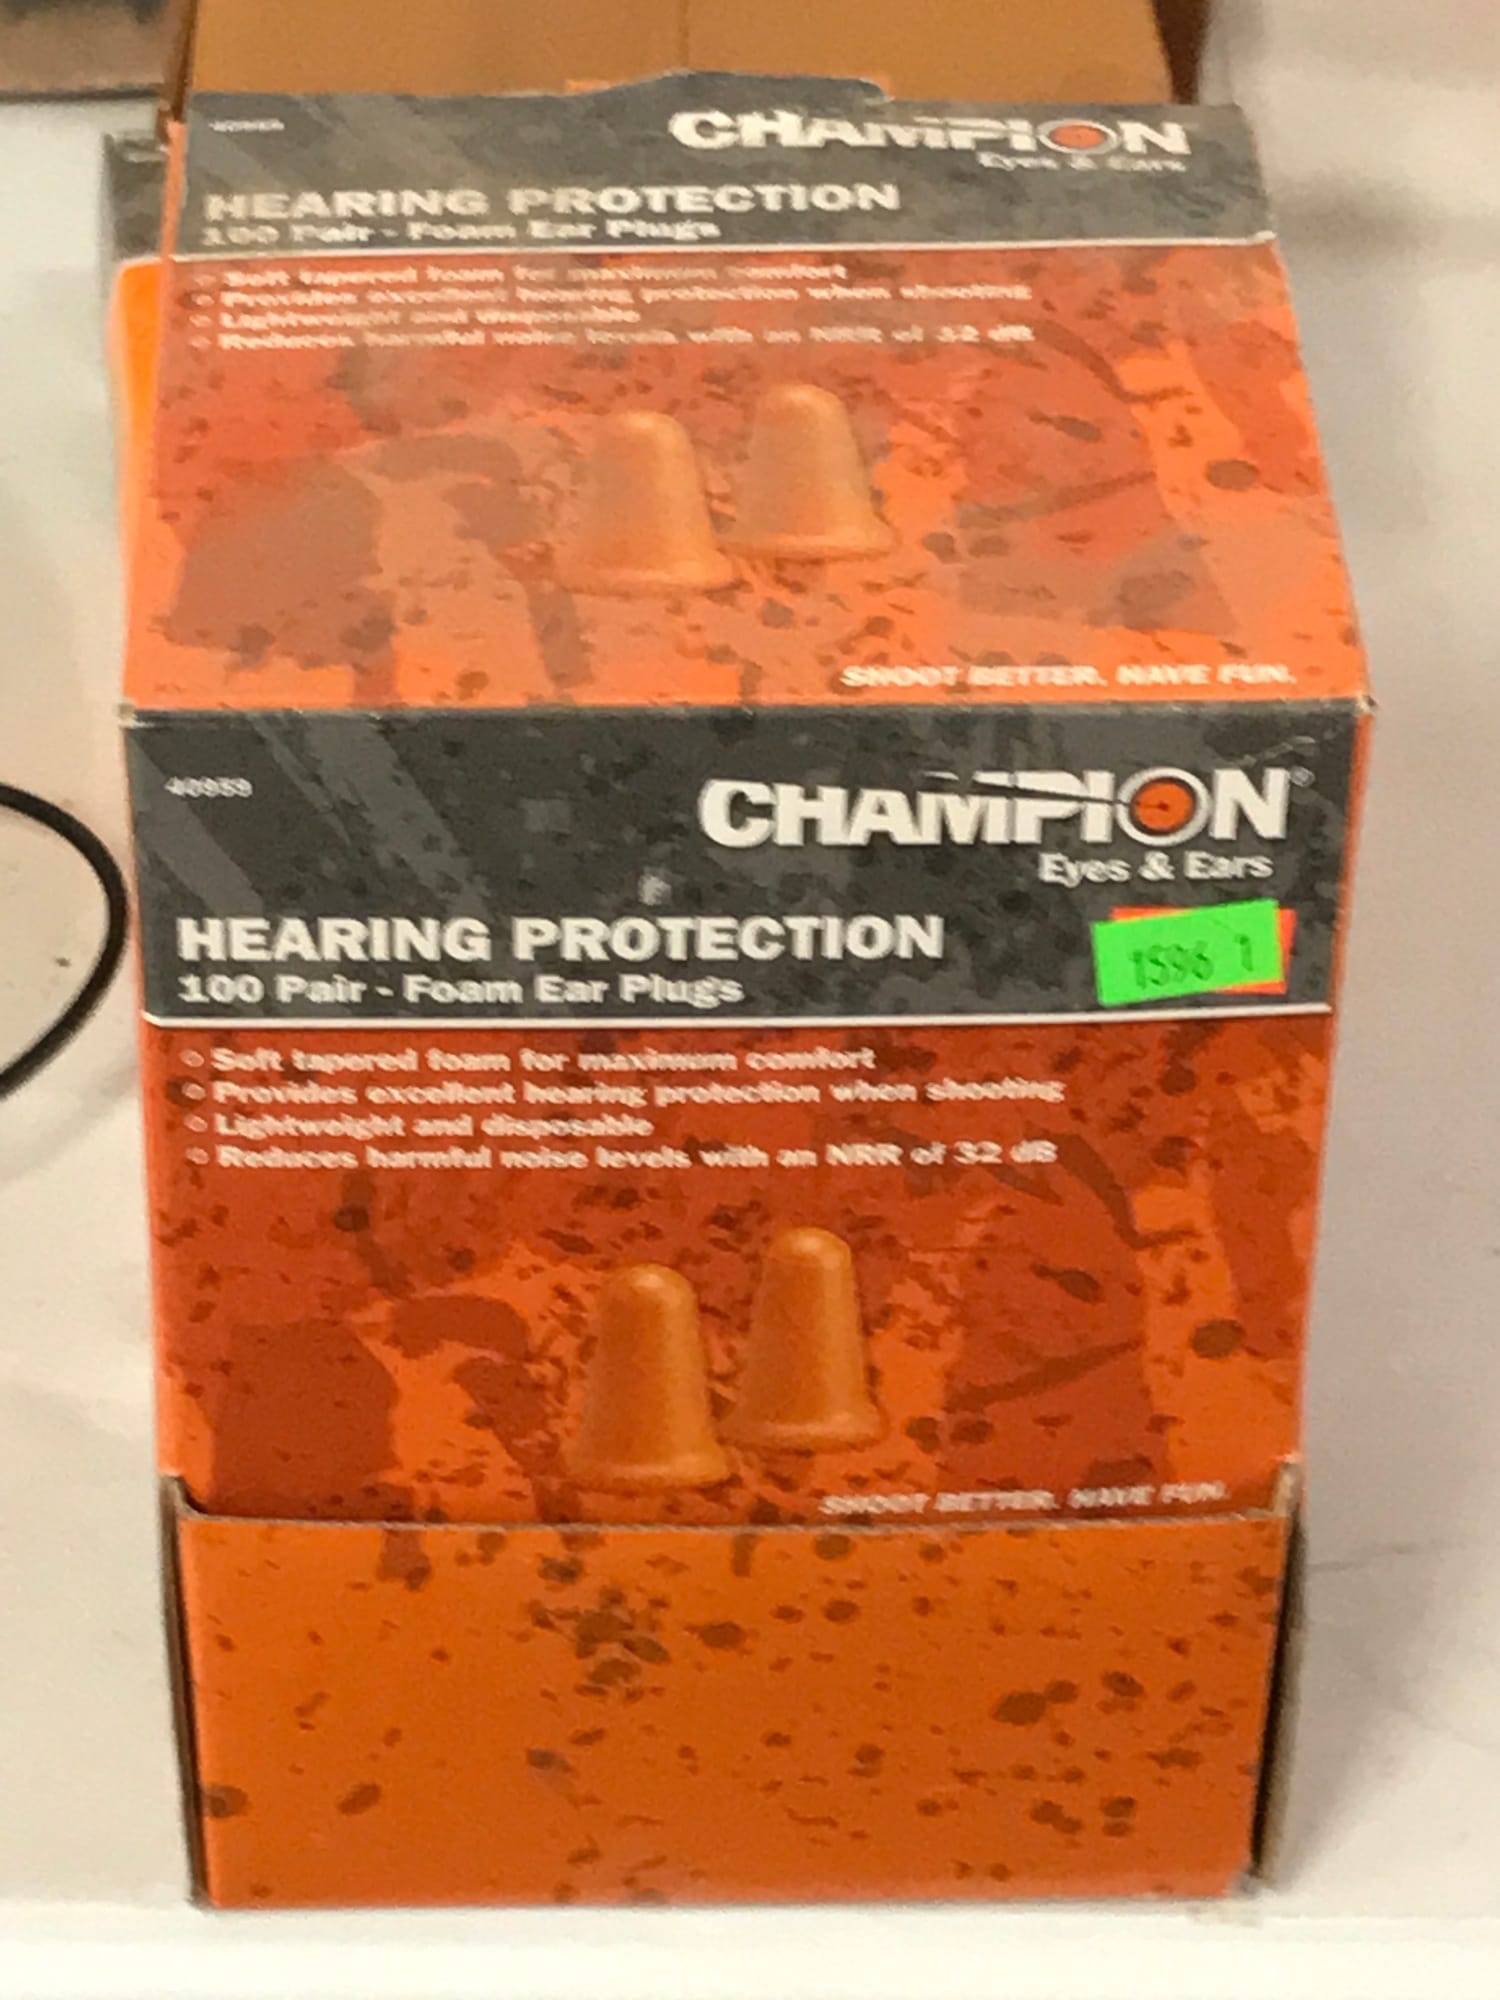 CHAMPION
Eyes & Ears
HEARING PROTECTION
100 Pair - Foam Ear Plugs
Soft tapered foam for maximum comfort
Provides excellent hearing protection when shooting
Lightweight and disposable
Reduces harmful noise levels with an NRR of 32 dB
SHOOT BETTER. HAVE FUN.
40959
CHAMPION®
Eyes & Ears
HEARING PROTECTION
1596 1
100 Pair - Foam Ear Plugs
Soft tapered foam for maximum comfort
Provides excellent hearing protection when shooting
Lightweight and disposable
Reduces harmful noise levels with an NRR of 32 dB
SHOOT BETTER. HAVE FUN.